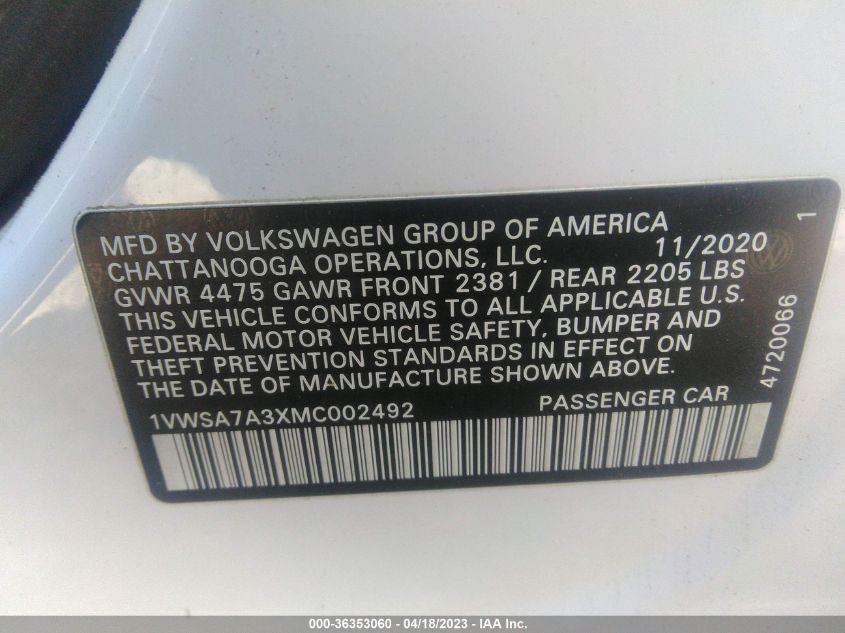 MFD BY VOLKSWAGEN GROUP OF AMERICA
CHATTANOOGA OPERATIONS, LLC. 11/2020
GVWR 4475 GAWR FRONT 2381 / REAR 2205 LBS
THIS VEHICLE CONFORMS TO ALL APPLICABLE U.S.
FEDERAL MOTOR VEHICLE SAFETY, BUMPER AND
THEFT PREVENTION STANDARDS IN EFFECT ON
THE DATE OF MANUFACTURE SHOWN ABOVE.
1VWSA7A3XMC002492 PASSENGER CAR
4720066 1
000-36353060 - 04/18/2023 - IAA Inc.